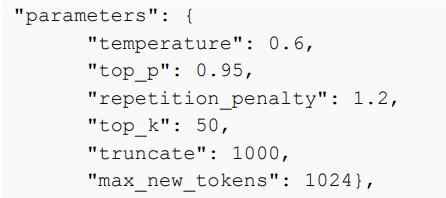 "parameters": {
"temperature": 0.6,
"top_p": 0.95,
"repetition_penalty": 1.2,
"top_k": 50,
"truncate": 1000,
"max_new_tokens": 1024},